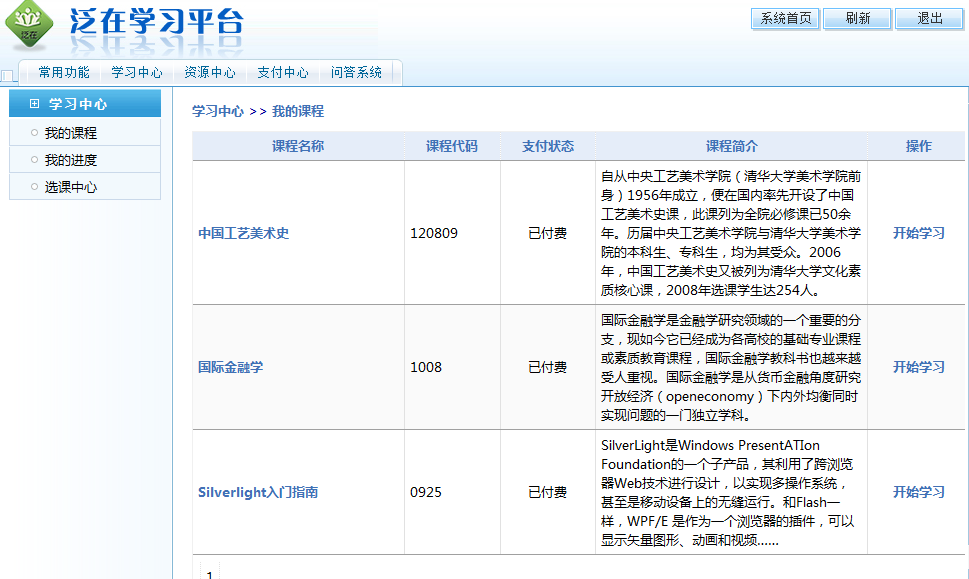 泛在
泛在学习平台
系统首页 刷新 退出
常用功能 学习中心 资源中心 支付中心 问答系统
学习中心
我的课程
我的进度
选课中心
学习中心 >> 我的课程
课程名称 课程代码 支付状态 课程简介 操作
中国工艺美术史 120809 已付费
自从中央工艺美术学院（清华大学美术学院前
身）1956年成立，便在国内率先开设了中国
工艺美术史课，此课列为全院必修课已50余
年。历届中央工艺美术学院与清华大学美术学
院的本科生、专科生，均为其受众。2006
年，中国工艺美术史又被列为清华大学文化素
质核心课，2008年选课学生达254人。
开始学习
国际金融学 1008 已付费
国际金融学是金融学研究领域的一个重要的分
支，现如今它已经成为各高校的基础专业课程
或素质教育课程，国际金融学教科书也越来越
受人重视。国际金融学是从货币金融角度研究
开放经济（openeconomy）下内外均衡同时
实现问题的一门独立学科。
开始学习
Silverlight入门指南 0925 已付费
SilverLight是Windows PresentATIon
Foundation的一个子产品，其利用了跨浏览
器Web技术进行设计，以实现多操作系统，
甚至是移动设备上的无缝运行。和Flash一
样，WPF/E 是作为一个浏览器的插件，可以
显示矢量图形、动画和视频......
开始学习
1